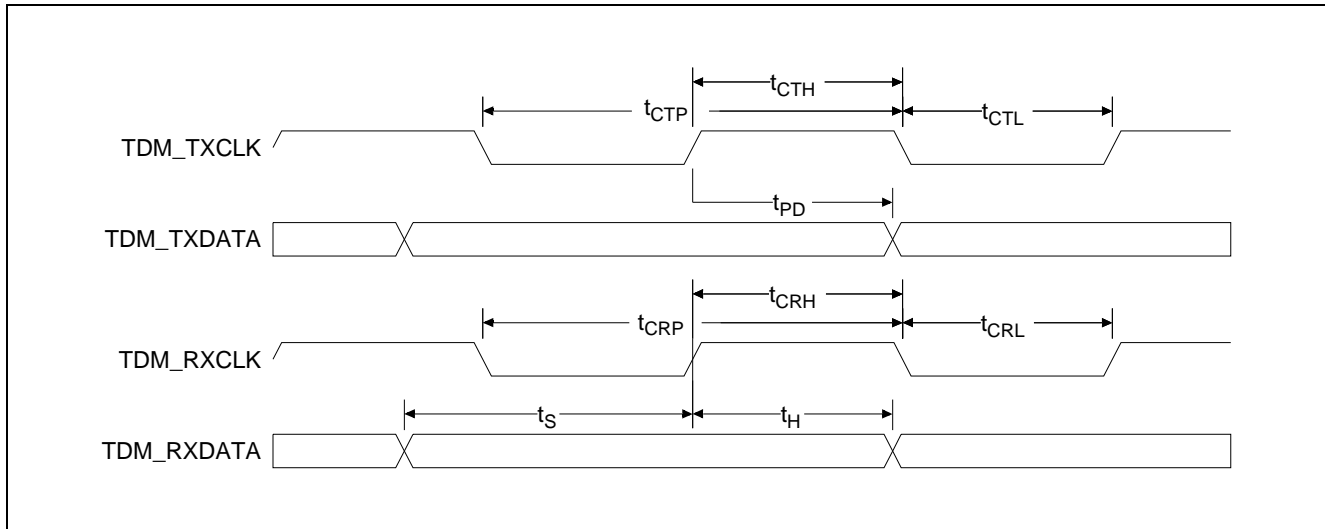 tCTH
tCTP
tCTL
TDM_TXCLK
tPD
TDM_TXDATA
tCRH
tCRP
tCRL
TDM_RXCLK
tS
tH
TDM_RXDATA